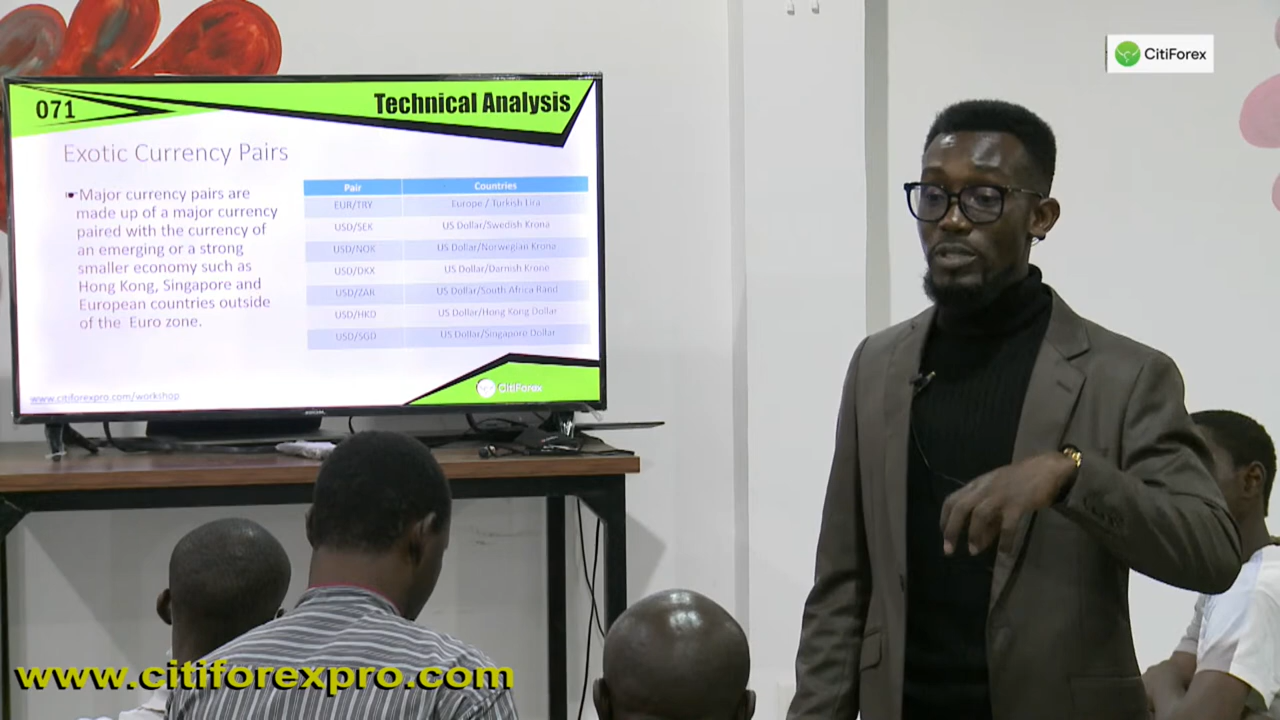 CitiForex
071
Technical Analysis
Exotic Currency Pairs
Major currency pairs are
made up of a major currency
paired with the currency of
an emerging or a strong
smaller economy such as
Hong Kong, Singapore and
European countries outside
of the Euro zone.
Pair Countries
EUR/TRY Europe / Turkish Lira
USD/SEK US Dollar/Swedish Krona
USD/NOK US Dollar/Norwegian Krona
USD/DKX US Dollar/Darnish Krone
USD/ZAR US Dollar/South Africa Rand
USD/HKD US Dollar/Hong Kong Dollar
USD/SGD US Dollar/Singapore Dollar
www.citiforexpro.com/workshop
CitiForex
www.citiforexpro.com